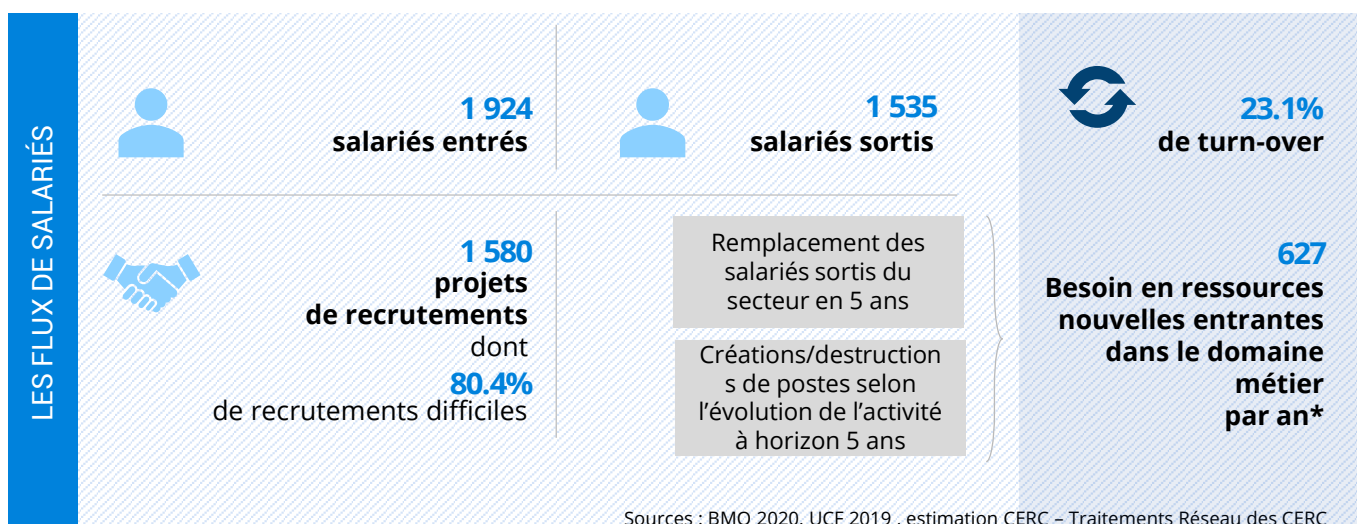 LES FLUX DE SALARIÉS
1 924
salariés entrés
1 535
salariés sortis
23.1%
de turn-over
1 580
projets
de recrutements
dont
80.4%
de recrutements difficiles
Remplacement des
salariés sortis du
secteur en 5 ans
Créations/destruction
s de postes selon
l'évolution de l'activité
à horizon 5 ans
627
Besoin en ressources
nouvelles entrantes
dans le domaine
métier
par an*
Sources : BMO 2020, UCF 2019 , estimation CERC – Traitements Réseau des CERC